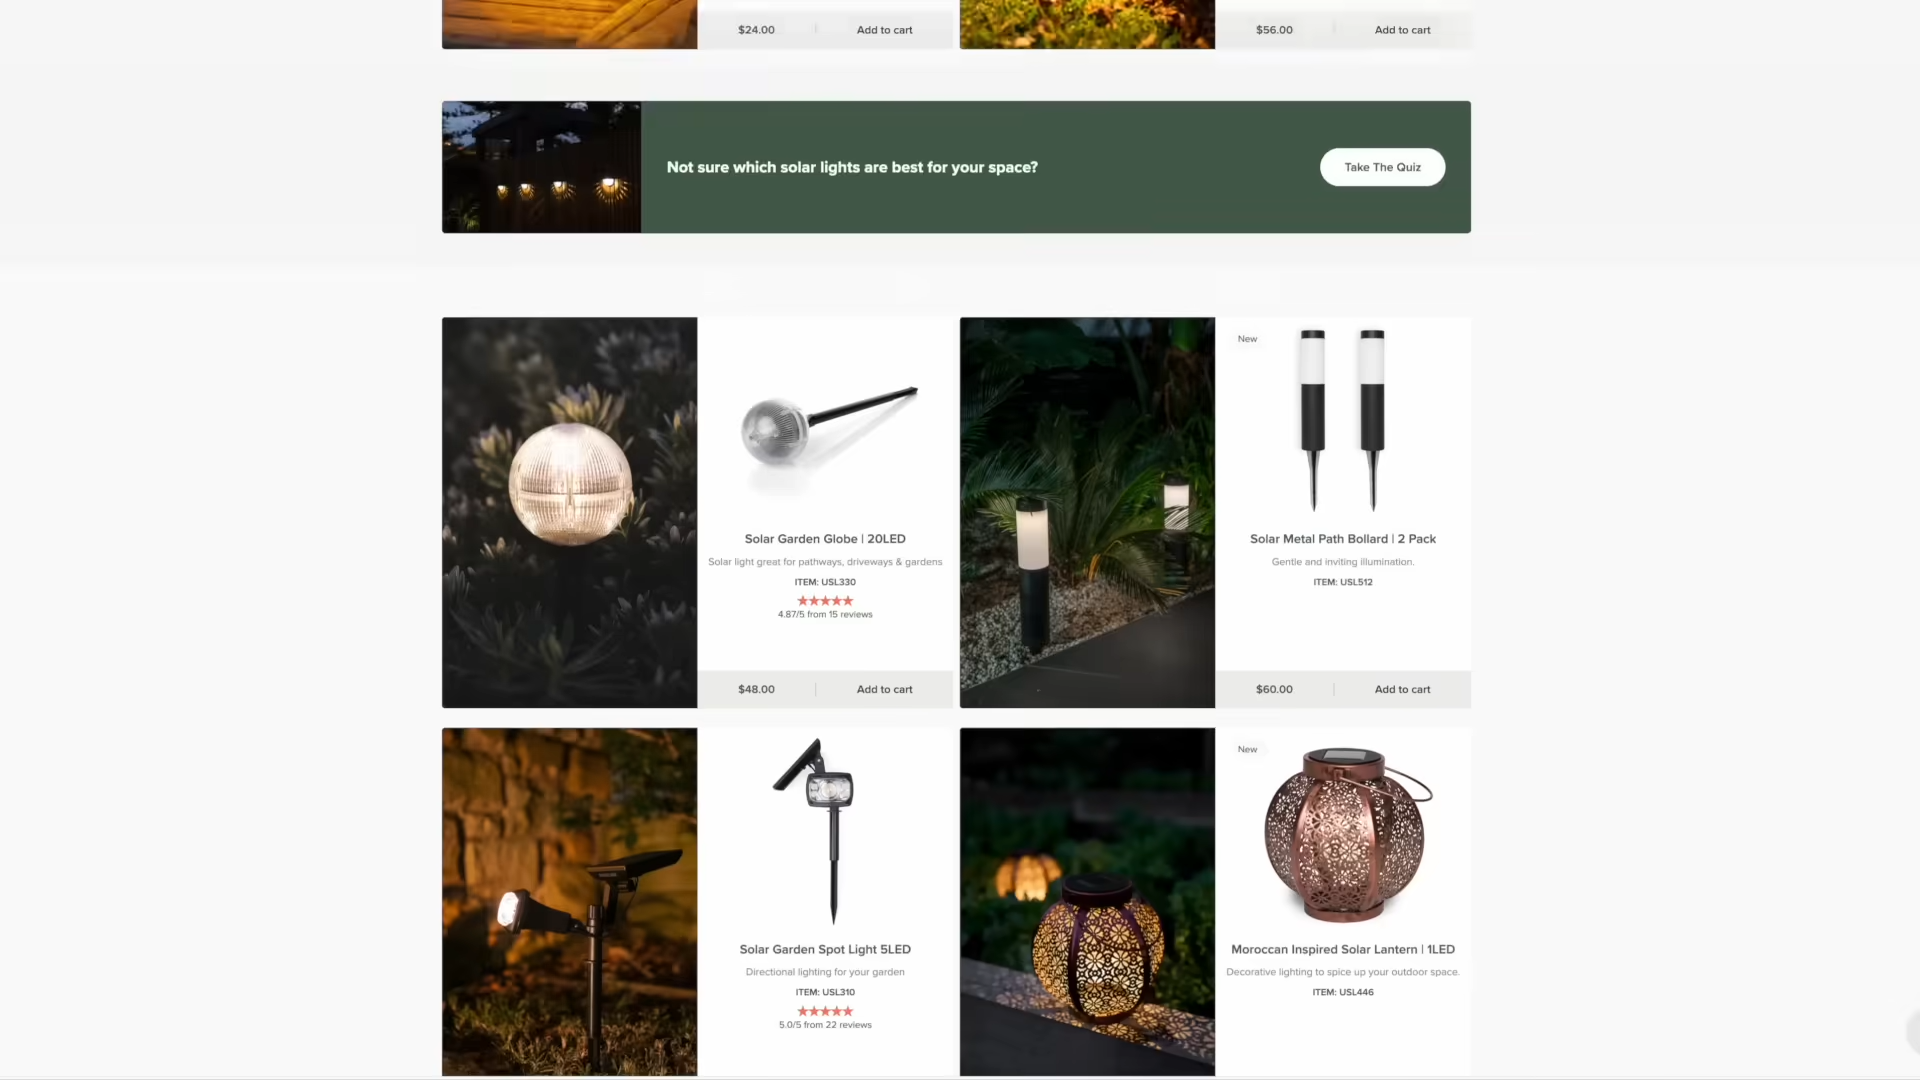 $24.00
Add to cart
$56.00
Add to cart
Not sure which solar lights are best for your space?
Take The Quiz
Solar Garden Globe | 20LED
Solar light great for pathways, driveways & gardens
ITEM: USL330
4.87/5 from 15 reviews
$48.00
Add to cart
New
Solar Metal Path Bollard | 2 Pack
Gentle and inviting illumination.
ITEM: USL512
$60.00
Add to cart
Solar Garden Spot Light 5LED
Directional lighting for your garden
ITEM: USL310
5.0/5 from 22 reviews
New
Moroccan Inspired Solar Lantern | 1LED
Decorative lighting to spice up your outdoor space.
ITEM: USL446